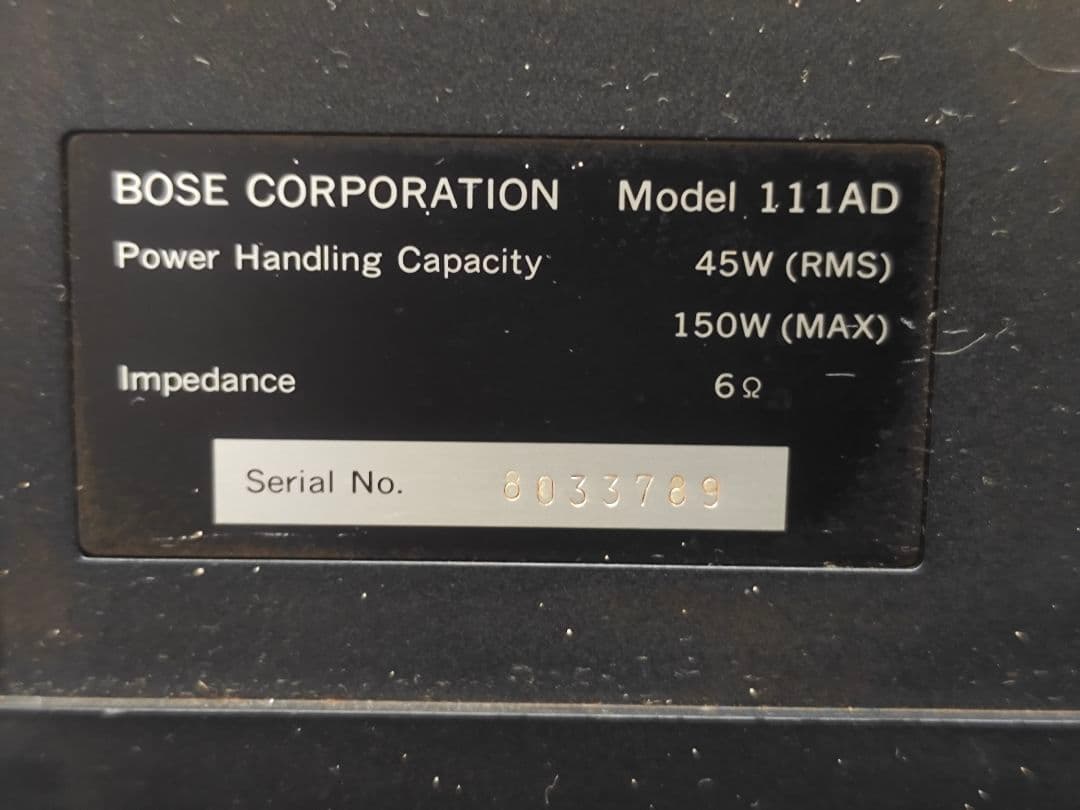 BOSE CORPORATION Model 111AD
Power Handling Capacity 45W (RMS)
150W (MAX)
Impedance 6Ω
Serial No. 8033789